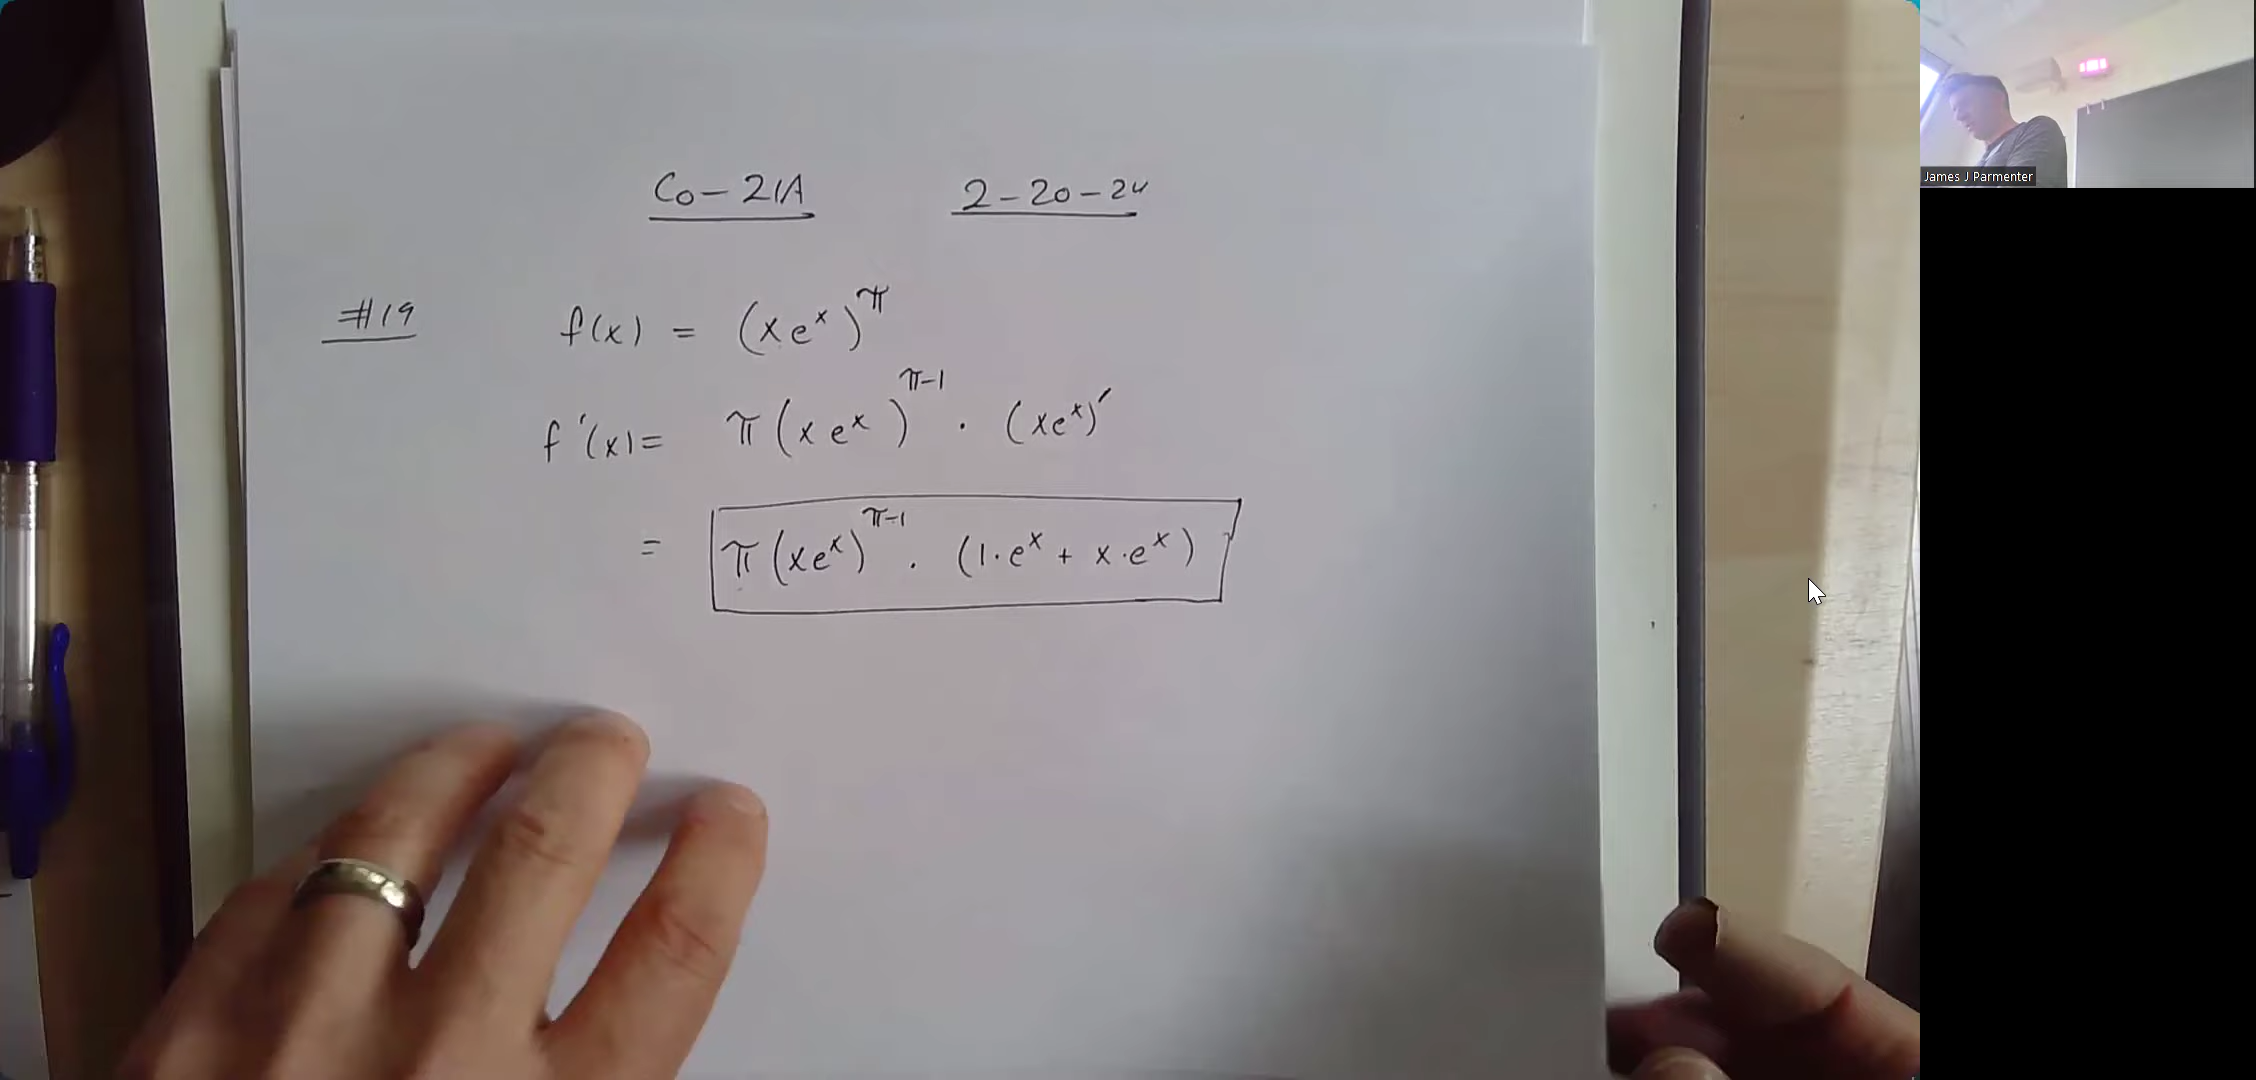 Co-21A 2-20-24
#19 f(x) = (xe^x)^π
f'(x)= π(xe^x)^π-1 · (xe^x)'
= π(xe^x)^π-1 · (1·e^x + x·e^x)
James J Parmenter